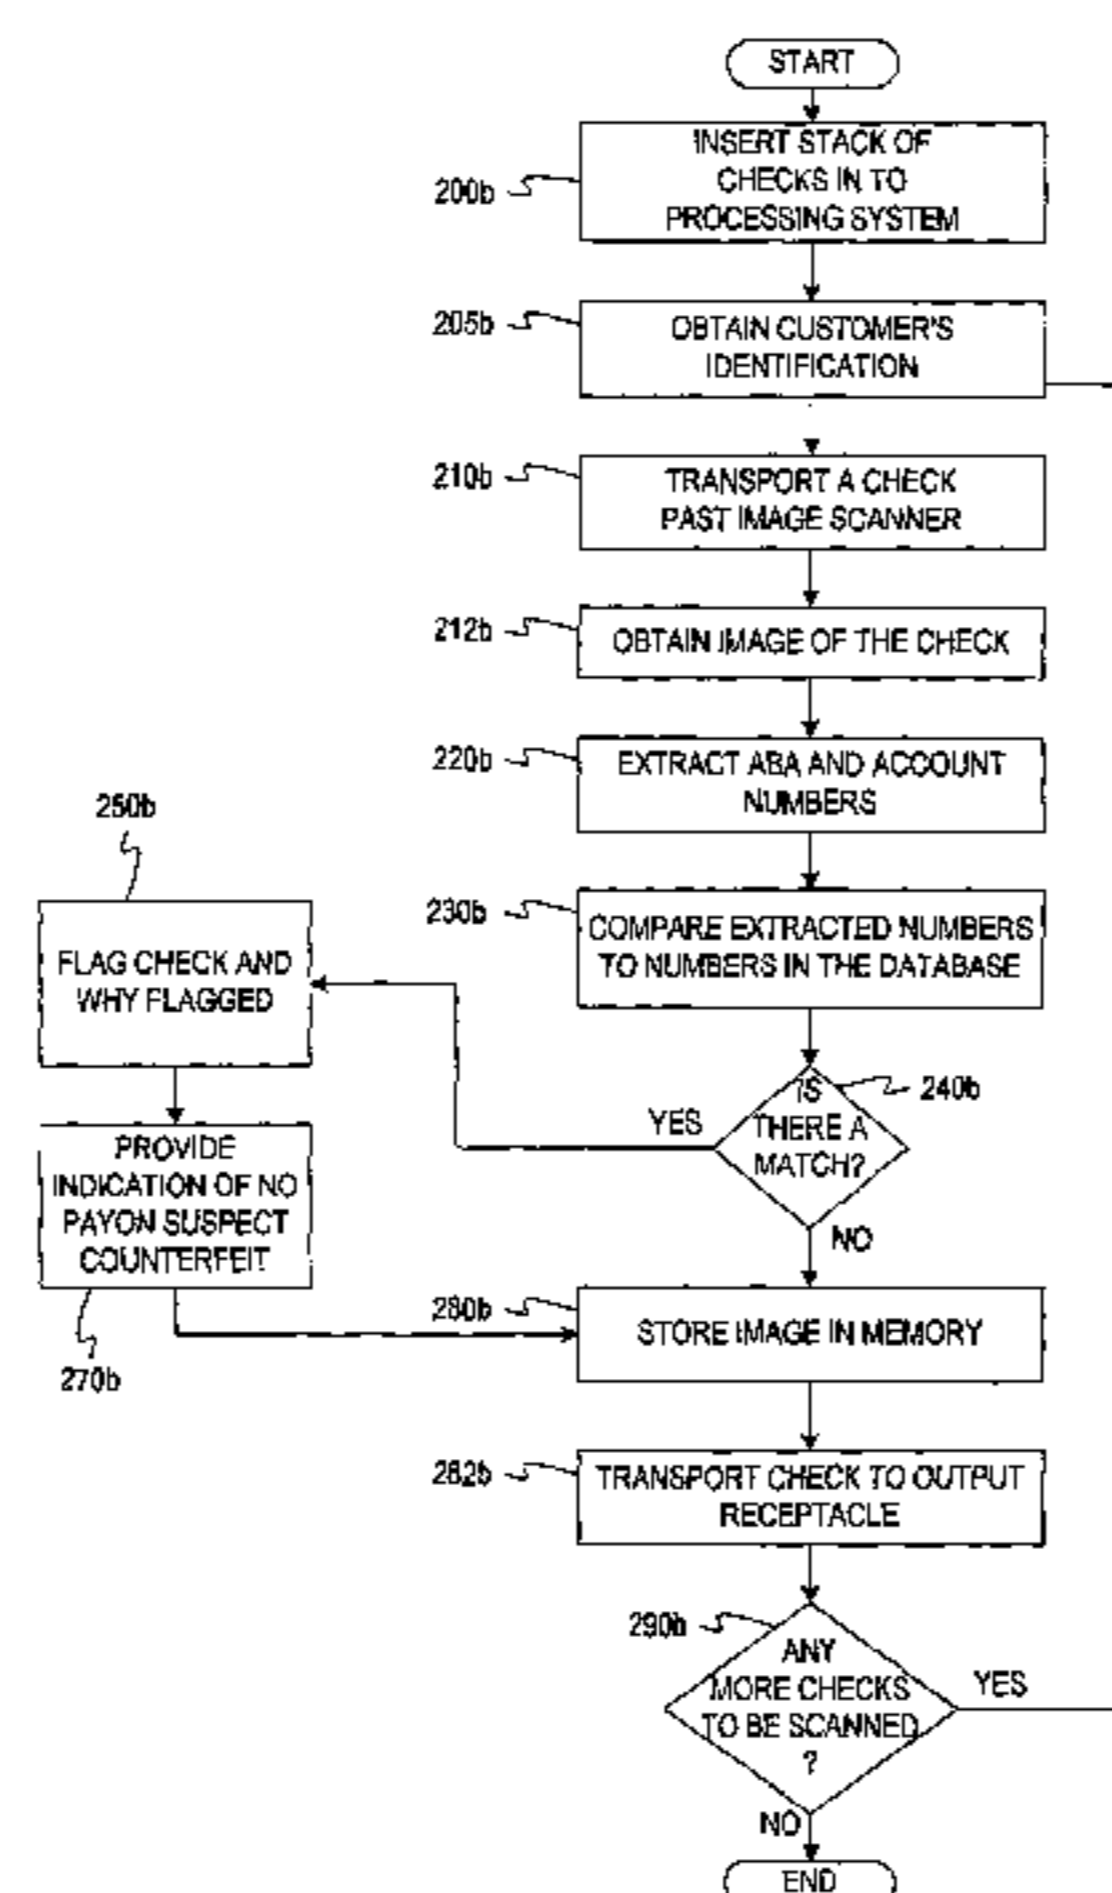 START
INSERT STACK OF
CHECKS IN TO
PROCESSING SYSTEM
200b
OBTAIN CUSTOMER'S
IDENTIFICATION
205b
TRANSPORT A CHECK
PAST IMAGE SCANNER
210b
OBTAIN IMAGE OF THE CHECK
212b
EXTRACT ABA AND ACCOUNT
NUMBERS
220b
COMPARE EXTRACTED NUMBERS
TO NUMBERS IN THE DATABASE
230b
IS
THERE A
MATCH?
240b
YES
NO
250b
FLAG CHECK AND
WHY FLAGGED
PROVIDE
INDICATION OF NO
PAYON SUSPECT
COUNTERFEIT
270b
STORE IMAGE IN MEMORY
280b
TRANSPORT CHECK TO OUTPUT
RECEPTACLE
282b
ANY
MORE CHECKS
TO BE SCANNED
?
290b
YES
NO
END